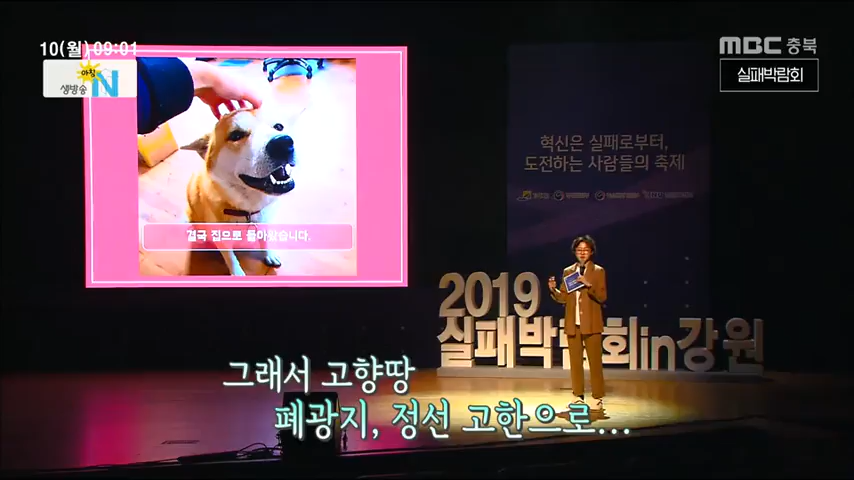 10(월) 09:01
아침
생방송 N
MBC 충북
실패박람회
결국 집으로 돌아왔습니다.
혁신은 실패로부터,
도전하는 사람들의 축제
2019
실패박람회in강원
그래서 고향땅
폐광지, 정선 고한으로...